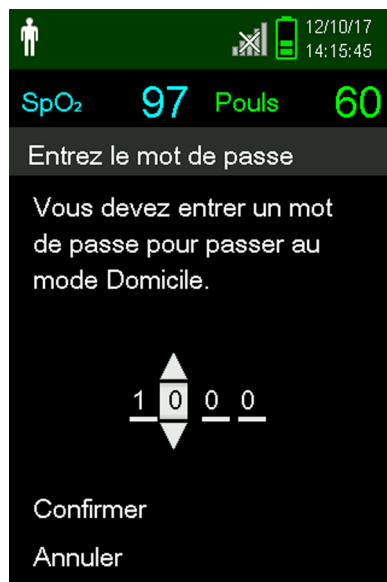 12/10/17
14:15:45
SpO₂ 97 Pouls 60
Entrez le mot de passe
Vous devez entrer un mot
de passe pour passer au
mode Domicile.
1 0 0 0
Confirmer
Annuler